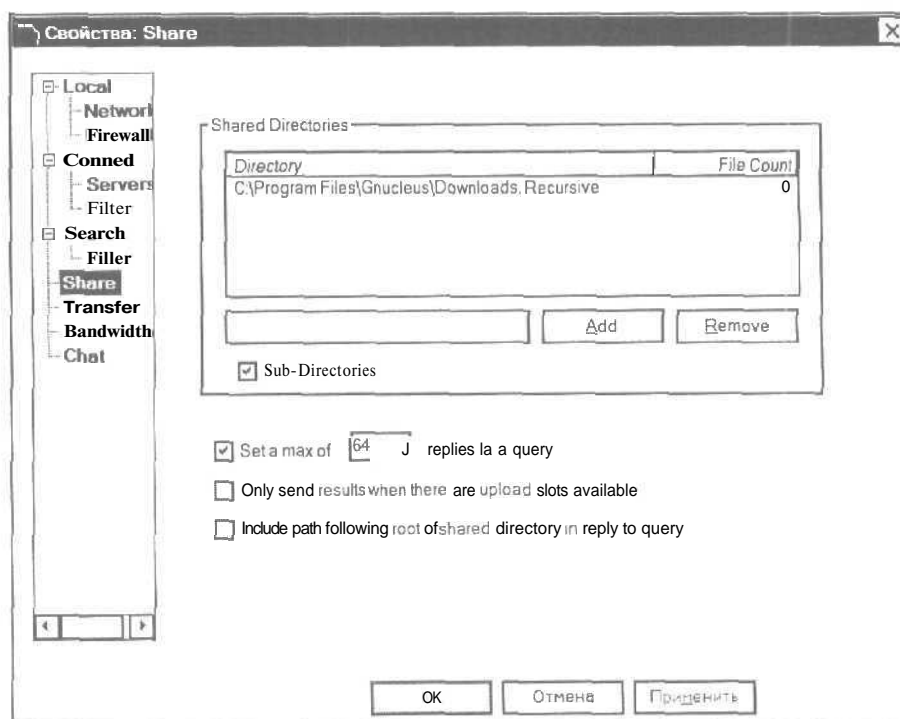 Свойства: Share
Local
Network
Firewall
Conned
Servers
Filter
Search
Filler
Share
Transfer
Bandwidth
Chat
Shared Directories
Directory File Count
C:\Program Files\Gnucleus\Downloads, Recursive 0
Add Remove
Sub-Directories
Set a max of 64 J replies la a query
Only send results when there are upload slots available
Include path following root of shared directory in reply to query
OK Отмена Применить